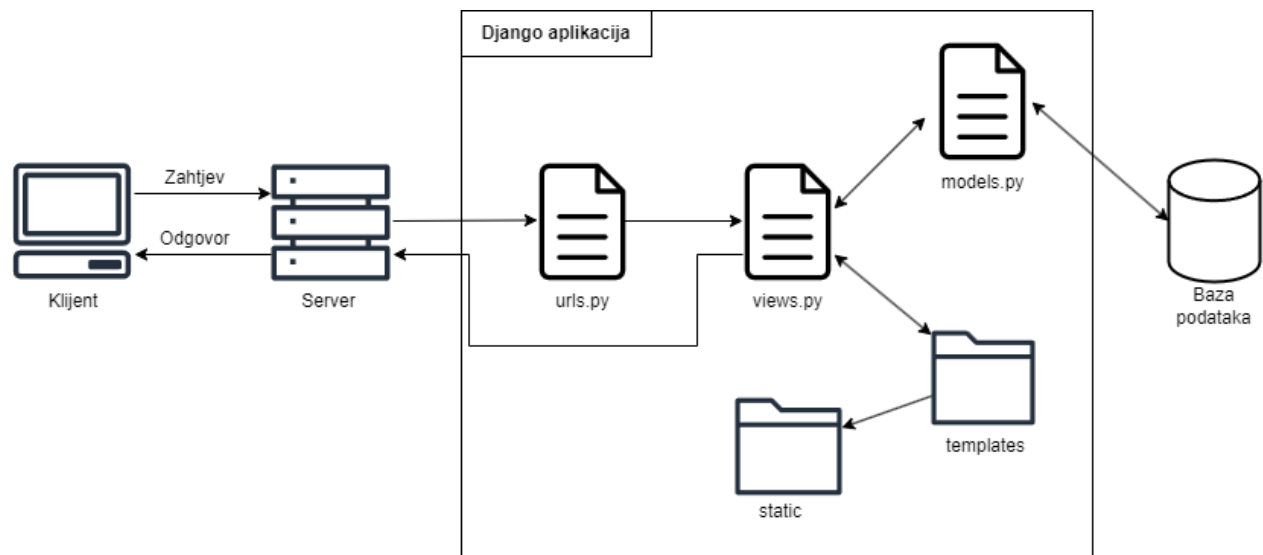 Django aplikacija
models.py
Zahtjev
Odgovor
Klijent
Server
urls.py
views.py
Baza
podataka
templates
static